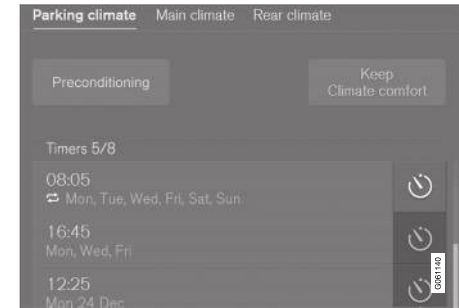 Parking climate Main climate Rear climate
Preconditioning
Keep
Climate comfort
Timers 5/8
08:05
Mon, Tue, Wed, Fri, Sat, Sun
16:45
Mon, Wed, Fri
12:25
Mon 24 Dec
G061140